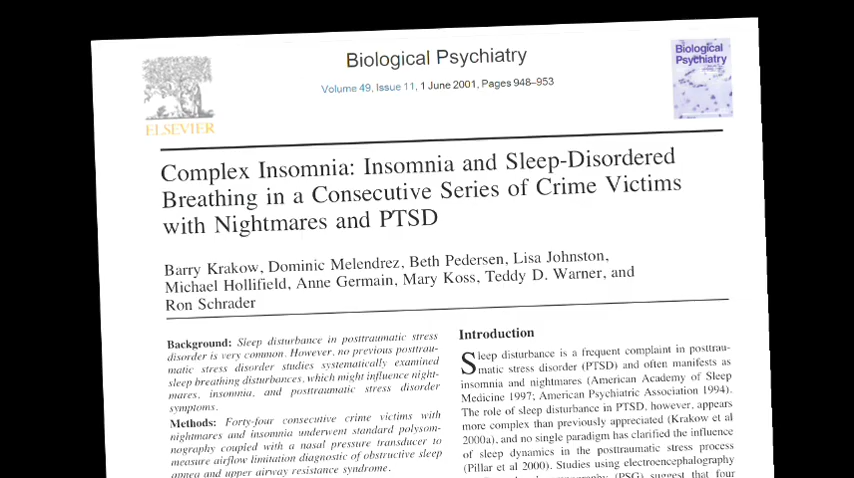 Biological Psychiatry
Volume 49, Issue 11, 1 June 2001, Pages 948–953
Biological
Psychiatry
ELSEVIER
Complex Insomnia: Insomnia and Sleep-Disordered
Breathing in a Consecutive Series of Crime Victims
with Nightmares and PTSD
Barry Krakow, Dominic Melendrez, Beth Pedersen, Lisa Johnston,
Michael Hollifield, Anne Germain, Mary Koss, Teddy D. Warner, and
Ron Schrader
Background: Sleep disturbance in posttraumatic stress
disorder is very common. However, no previous posttrau-
matic stress disorder studies systematically examined
sleep breathing disturbances, which might influence night-
mares, insomnia, and posttraumatic stress disorder
symptoms.
Methods: Forty-four consecutive crime victims with
nightmares and insomnia underwent standard polysom-
nography coupled with a nasal pressure transducer to
measure airflow limitation diagnostic of obstructive sleep
apnea and upper airway resistance syndrome.
Introduction
Sleep disturbance is a frequent complaint in posttrau-
matic stress disorder (PTSD) and often manifests as
insomnia and nightmares (American Academy of Sleep
Medicine 1997; American Psychiatric Association 1994).
The role of sleep disturbance in PTSD, however, appears
more complex than previously appreciated (Krakow et al
2000a), and no single paradigm has clarified the influence
of sleep dynamics in the posttraumatic stress process
(Pillar et al 2000). Studies using electroencephalography
(PSG) suggest that four